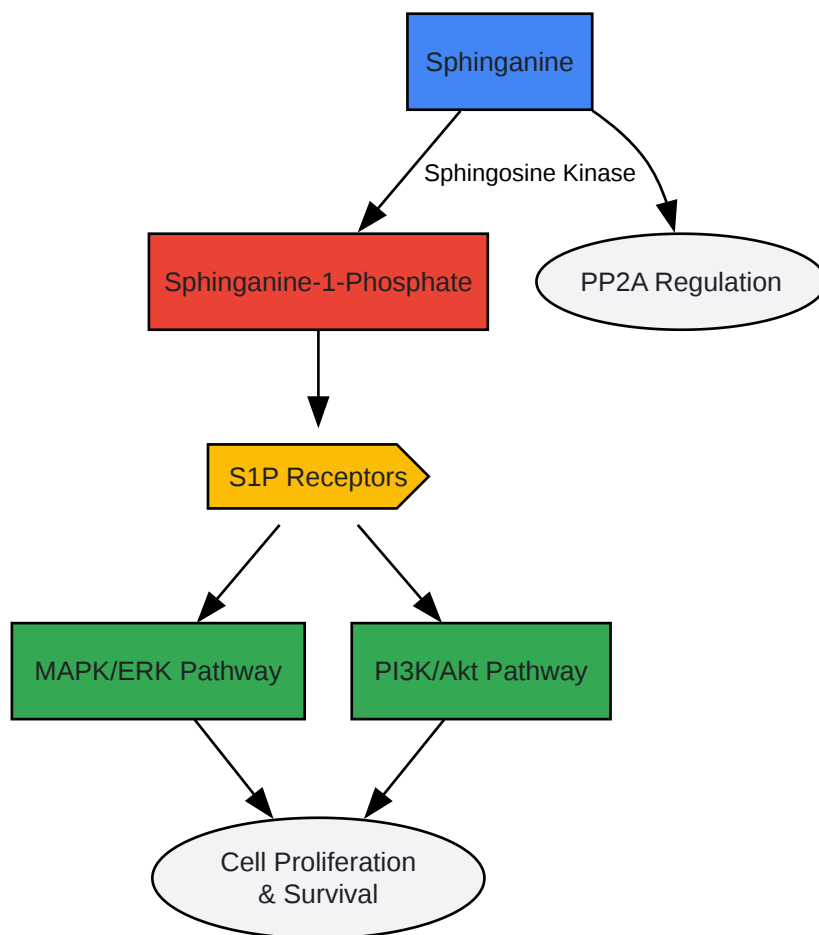 Sphinganine
Sphingosine Kinase
Sphinganine-1-Phosphate
PP2A Regulation
S1P Receptors
MAPK/ERK Pathway
PI3K/Akt Pathway
Cell Proliferation
& Survival